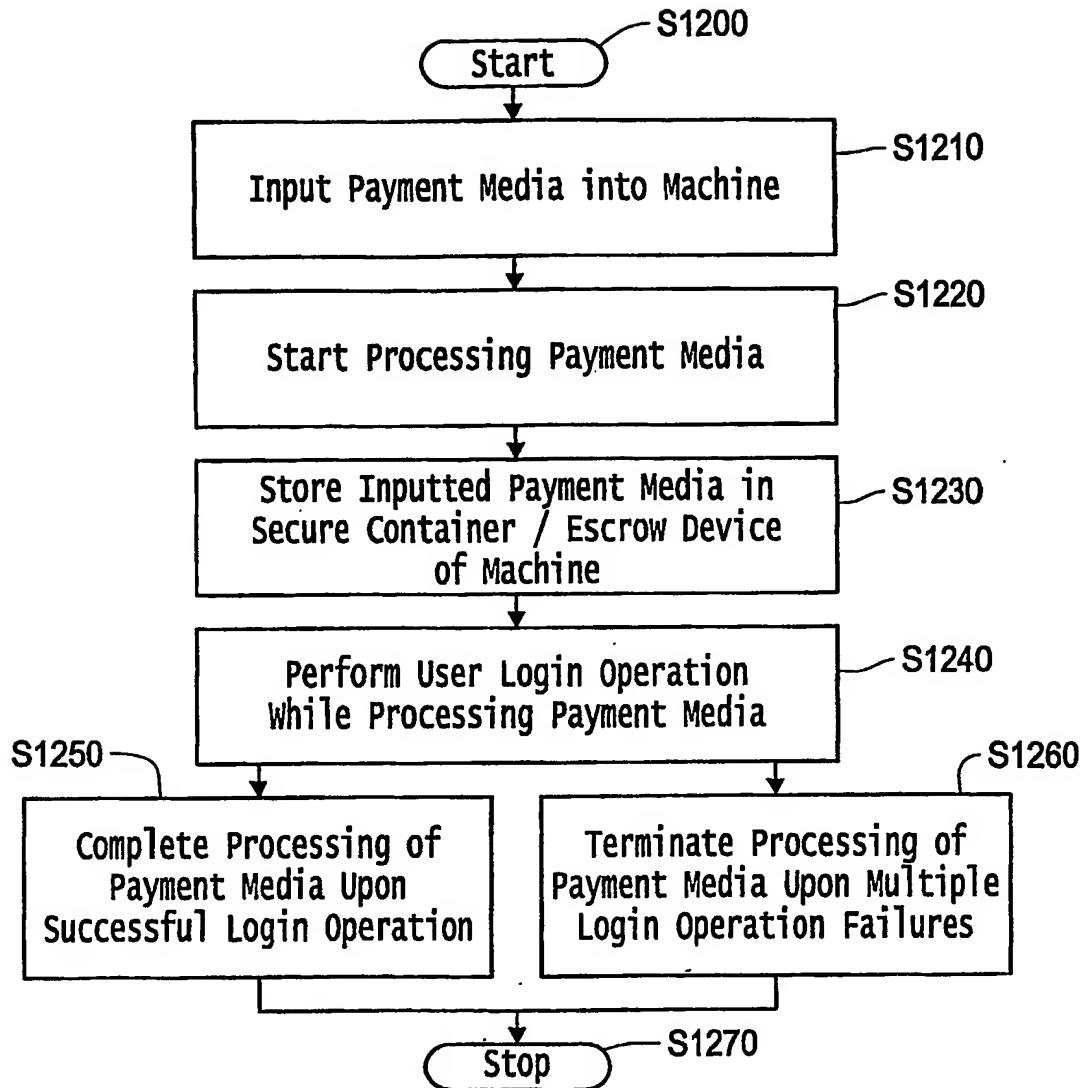 S1200
Start
S1210
Input Payment Media into Machine
S1220
Start Processing Payment Media
S1230
Store Inputted Payment Media in
Secure Container / Escrow Device
of Machine
S1240
Perform User Login Operation
While Processing Payment Media
S1250
S1260
Complete Processing of
Payment Media Upon
Successful Login Operation
Terminate Processing of
Payment Media Upon Multiple
Login Operation Failures
S1270
Stop